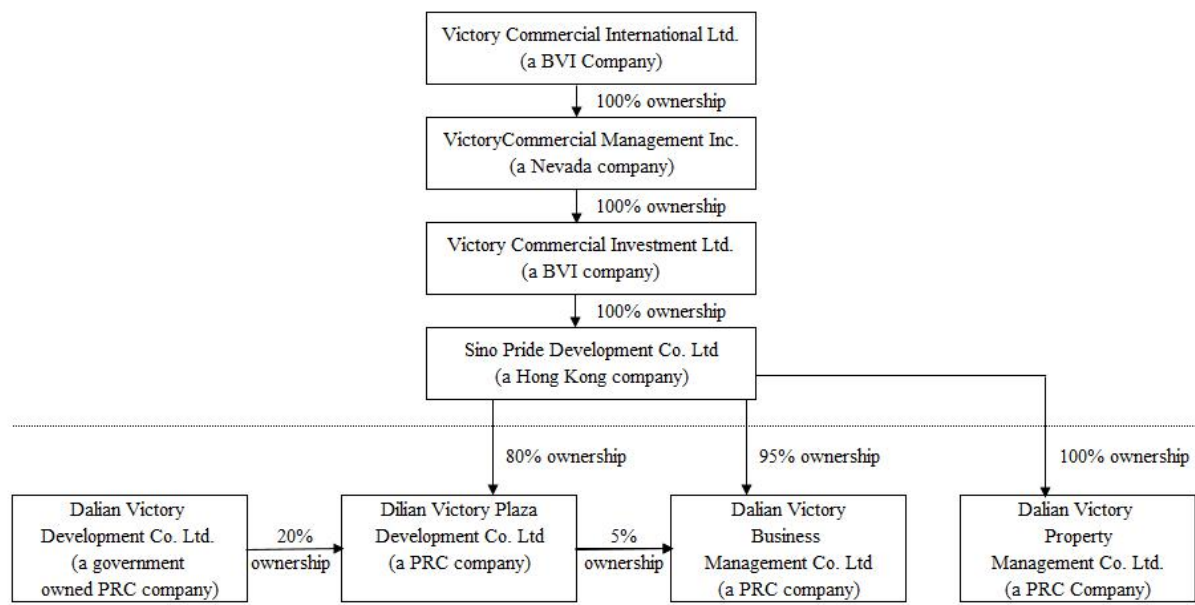 Victory Commercial International Ltd.
(a BVI Company)
100% ownership
VictoryCommercial Management Inc.
(a Nevada company)
100% ownership
Victory Commercial Investment Ltd.
(a BVI company)
100% ownership
Sino Pride Development Co. Ltd
(a Hong Kong company)
80% ownership
95% ownership
100% ownership
Dalian Victory
Development Co. Ltd.
(a government
owned PRC company)
20%
ownership
Dilian Victory Plaza
Development Co. Ltd
(a PRC company)
5%
ownership
Dalian Victory
Business
Management Co. Ltd
(a PRC company)
Dalian Victory
Property
Management Co. Ltd.
(a PRC Company)